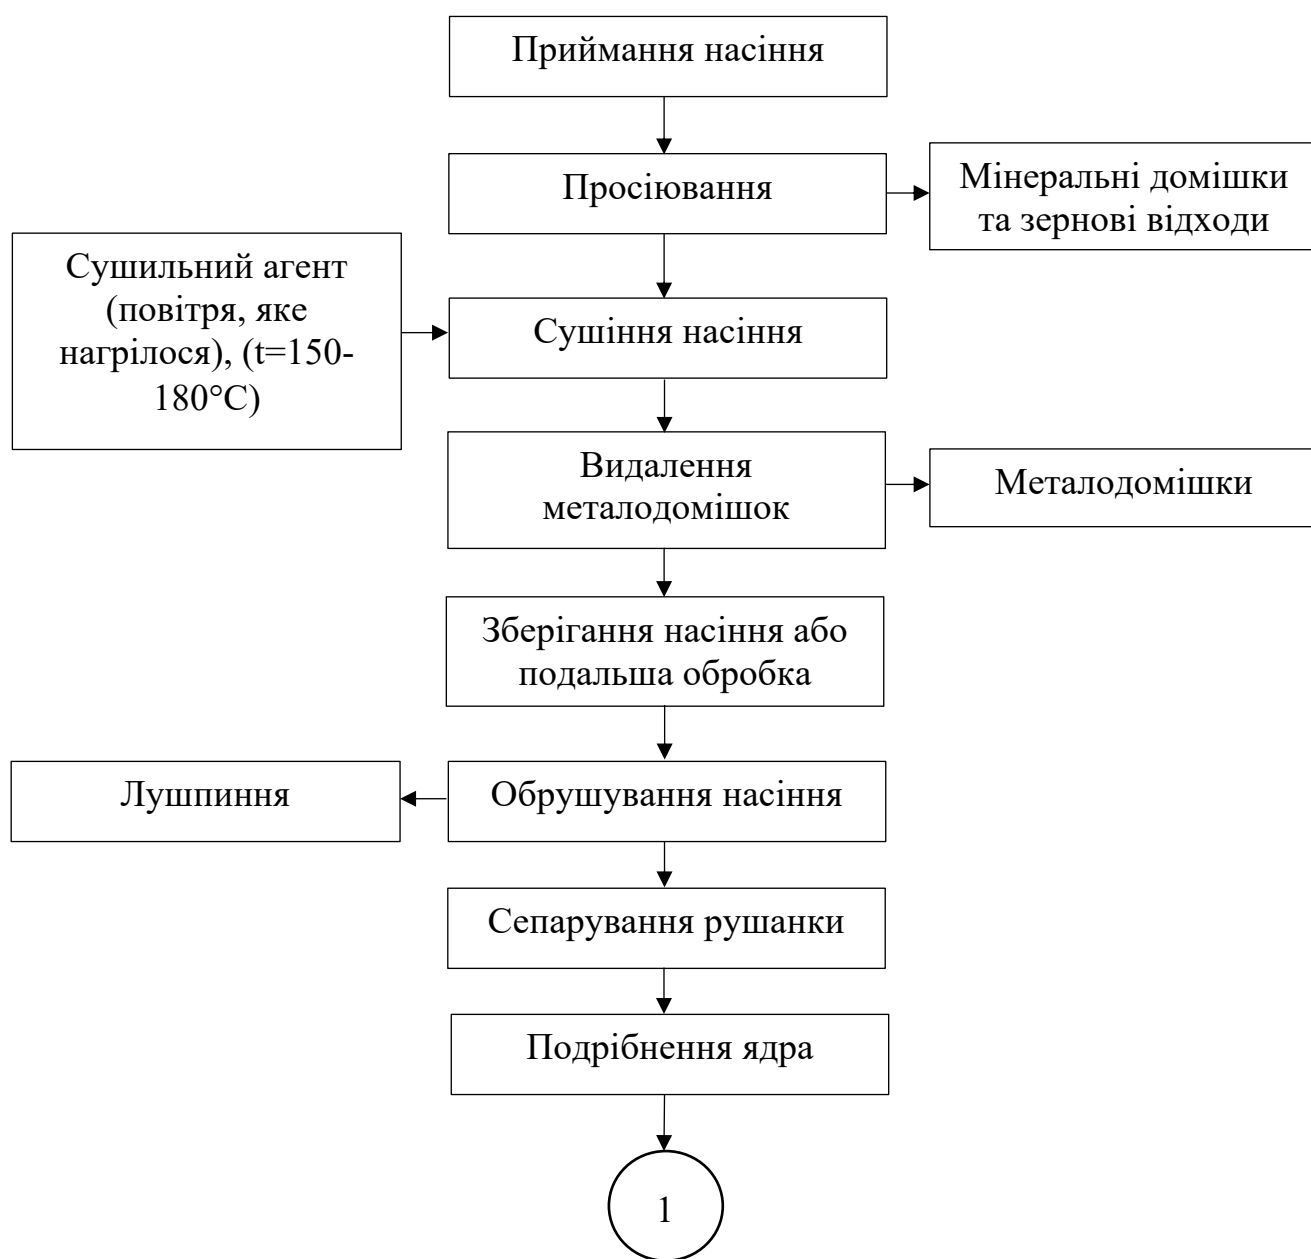 Приймання насіння
Просіювання
Мінеральні домішки
та зернові відходи
Сушильний агент
(повітря, яке
нагрілося), (t=150-
180°C)
Сушіння насіння
Видалення
металодомішок
Металодомішки
Зберігання насіння або
подальша обробка
Лушпиння
Обрушування насіння
Сепарування рушанки
Подрібнення ядра
1